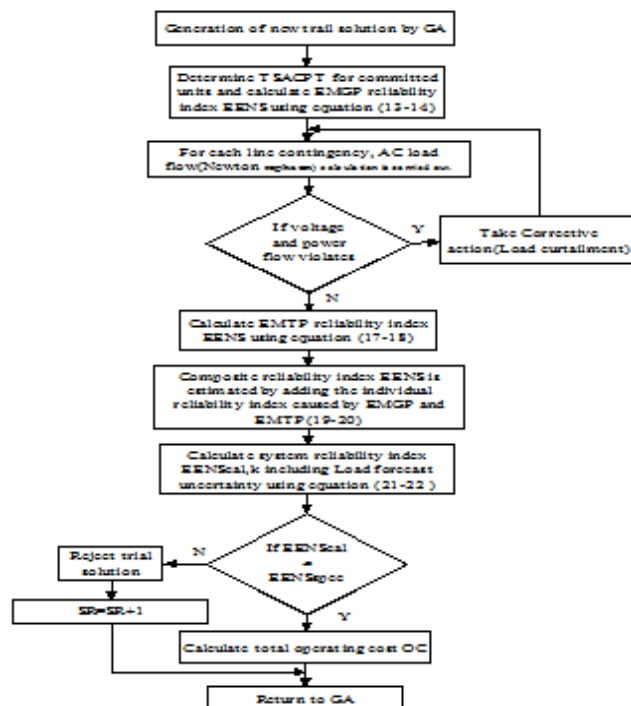 Generation of new trail solution by GA
Determine TSACPT for committed
units and calculate EMGP reliability
index EENS using equation (13-14)
For each line contingency, AC load
flow(Newton raphson) calculation is carried out.
If voltage
and power
flow violates
Y
Take Corrective
action(Load curtailment)
N
Calculate EMTP reliability index
EENS using equation (17-18)
Composite reliability index EENS is
estimated by adding the individual
reliability index caused by EMGP and
EMTP(19-20)
Calculate system reliability index
EENScal,k including Load forecast
uncertainty using equation (21-22 )
If EENScal
EENSspec
N
Reject trial
solution
SR=SR+1
Y
Calculate total operating cost OC
Return to GA